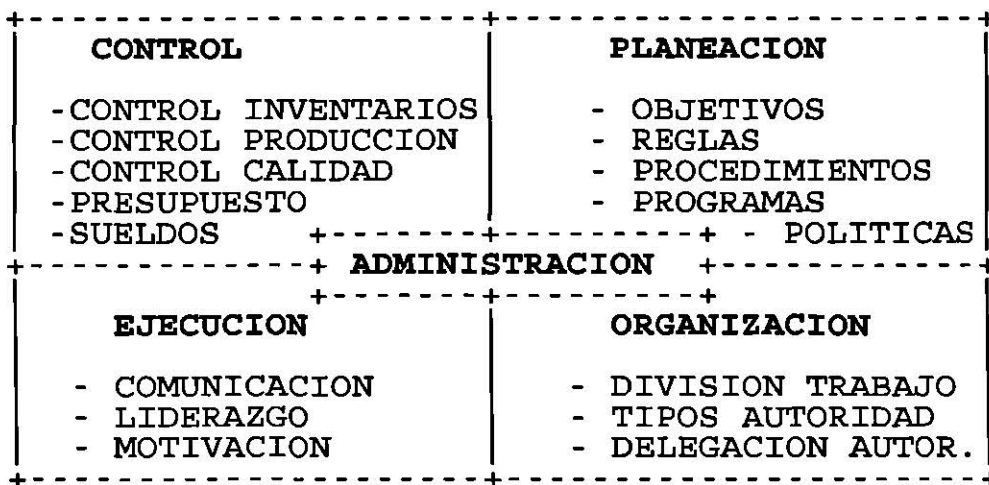 CONTROL
-CONTROL INVENTARIOS
-CONTROL PRODUCCION
-CONTROL CALIDAD
-PRESUPUESTO
-SUELDOS
PLANEACION
- OBJETIVOS
- REGLAS
- PROCEDIMIENTOS
- PROGRAMAS
- POLITICAS
ADMINISTRACION
EJECUCION
- COMUNICACION
- LIDERAZGO
- MOTIVACION
ORGANIZACION
- DIVISION TRABAJO
- TIPOS AUTORIDAD
- DELEGACION AUTOR.